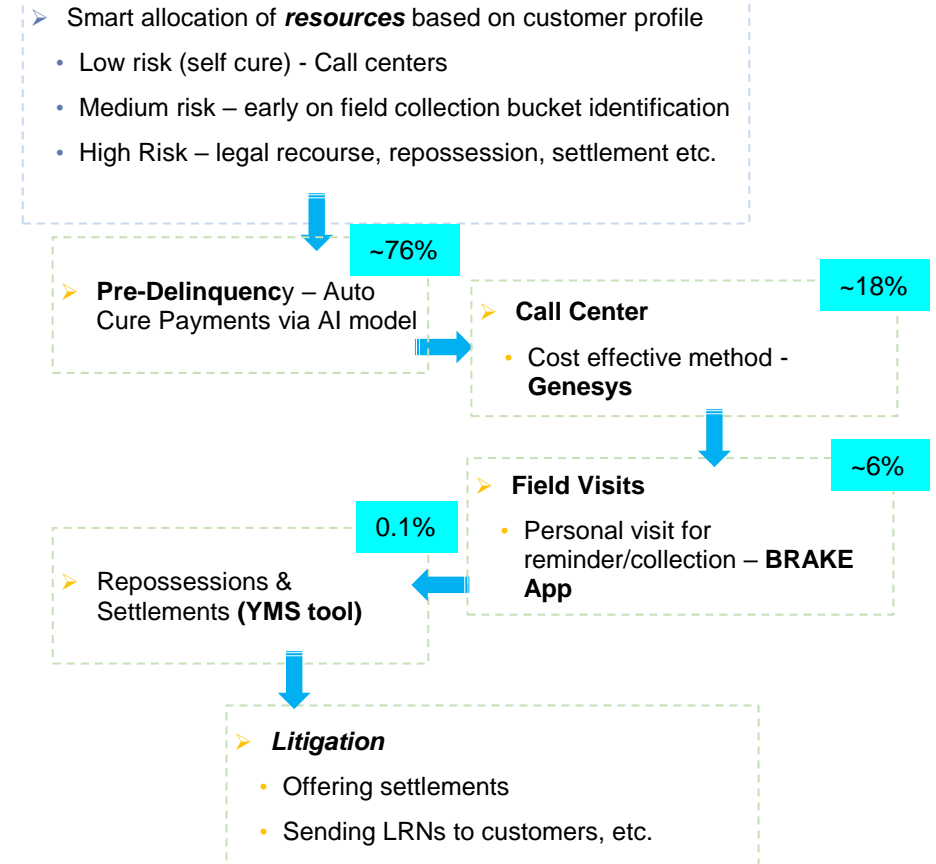 ➢ Smart allocation of resources based on customer profile
• Low risk (self cure) - Call centers
• Medium risk – early on field collection bucket identification
• High Risk – legal recourse, repossession, settlement etc.
~76%
➢ Pre-Delinquency – Auto
Cure Payments via AI model
~18%
➢ Call Center
• Cost effective method -
Genesys
~6%
➢ Field Visits
• Personal visit for
reminder/collection – BRAKE
App
0.1%
➢ Repossessions &
Settlements (YMS tool)
➢ Litigation
• Offering settlements
• Sending LRNs to customers, etc.